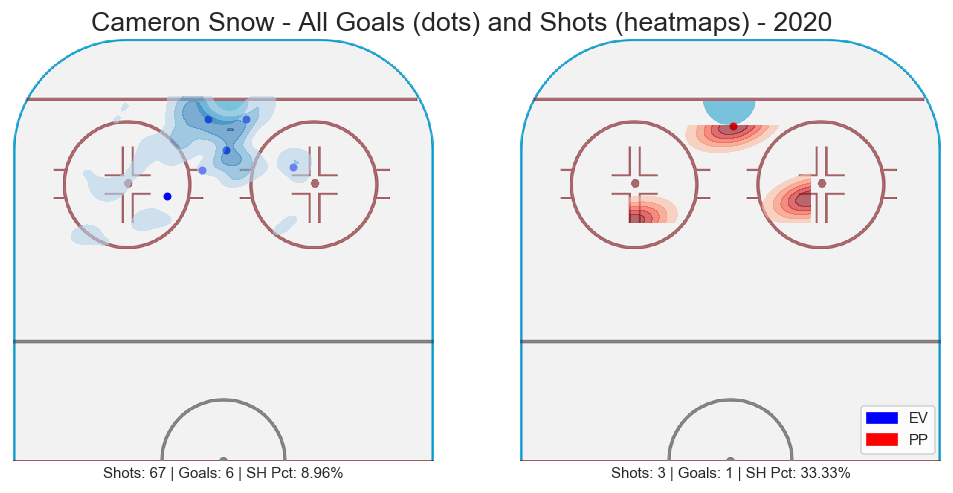 Cameron Snow - All Goals (dots) and Shots (heatmaps) - 2020
EV
PP
Shots: 67 | Goals: 6 | SH Pct: 8.96%
Shots: 3 | Goals: 1 | SH Pct: 33.33%